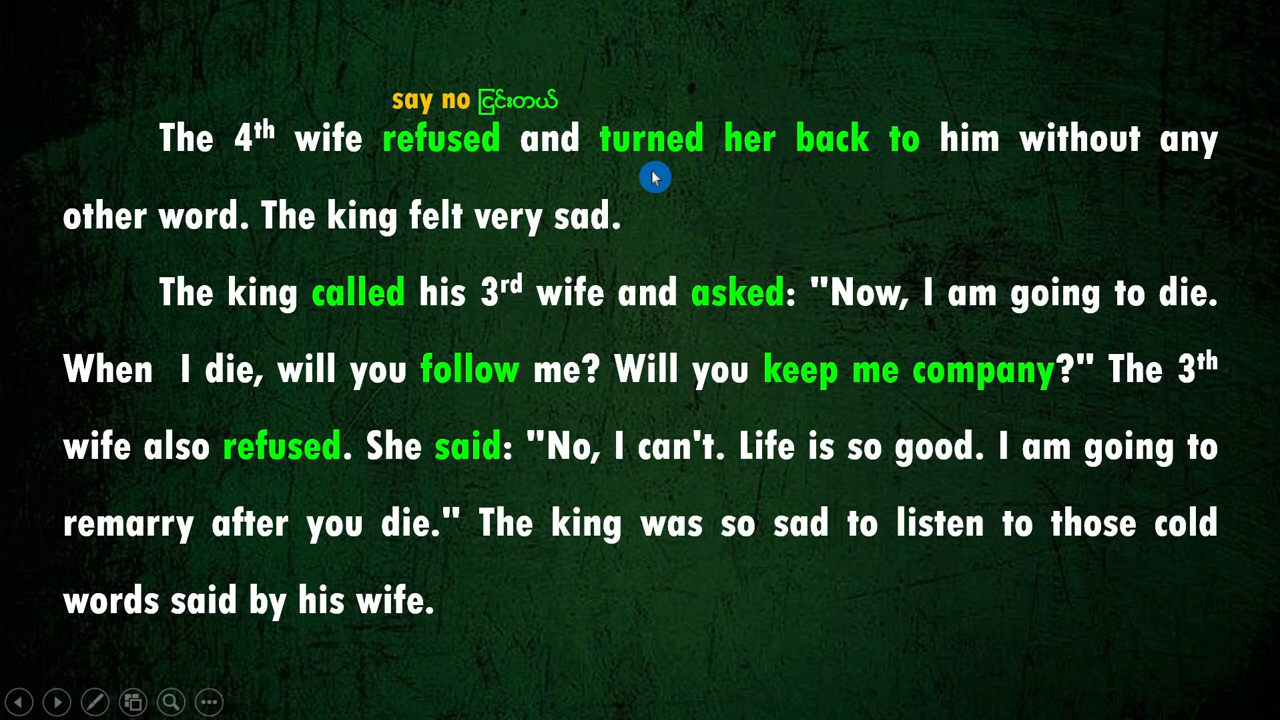 say no ငြင်းတယ်
The 4th wife refused and turned her back to him without any
other word. The king felt very sad.
The king called his 3rd wife and asked: "Now, I am going to die.
When I die, will you follow me? Will you keep me company?" The 3th
wife also refused. She said: "No, I can't. Life is so good. I am going to
remarry after you die." The king was so sad to listen to those cold
words said by his wife.